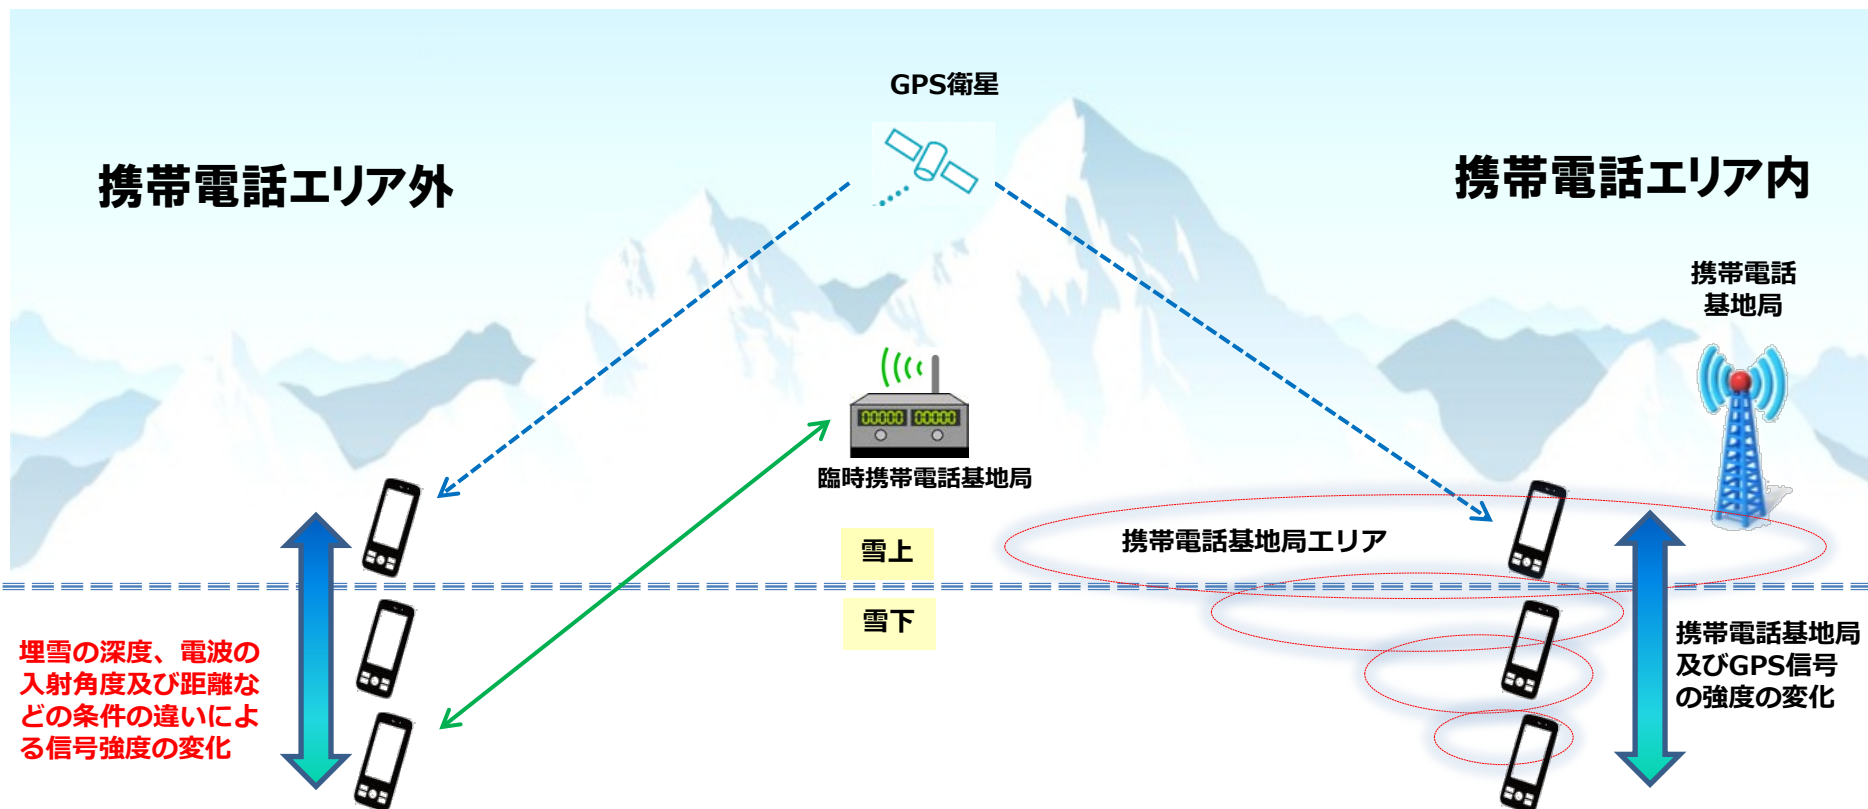 GPS衛星
携帯電話エリア外
携帯電話エリア内
携帯電話
基地局
00000 00000
臨時携帯電話基地局
雪上
携帯電話基地局エリア
雪下
埋雪の深度、電波の
入射角度及び距離な
どの条件の違いによ
る信号強度の変化
携帯電話基地局
及びGPS信号
の強度の変化